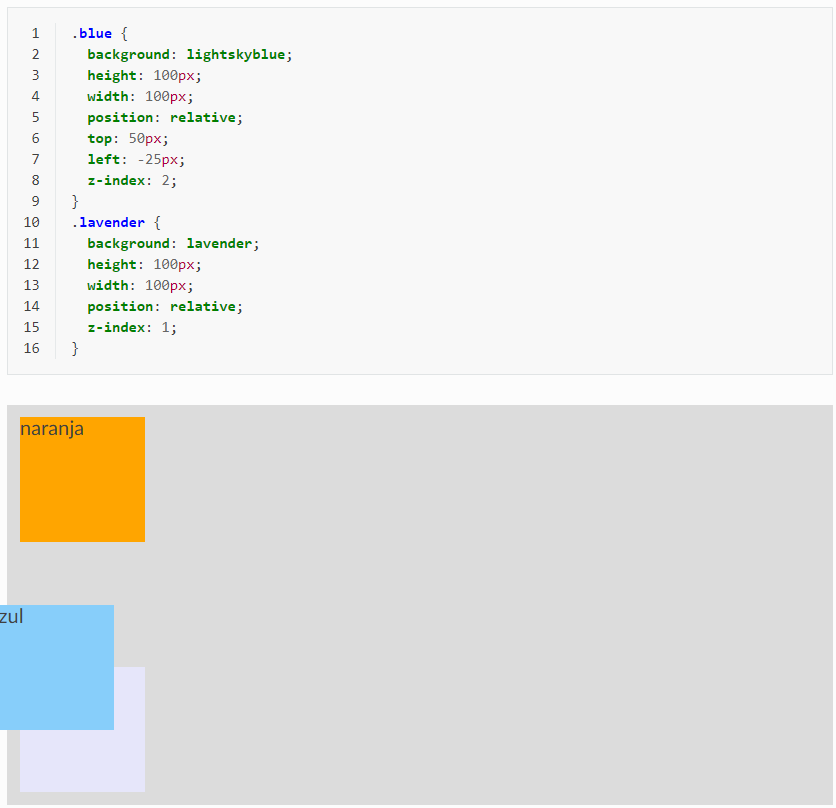 1 .blue {
2 background: lightskyblue;
3 height: 100px;
4 width: 100px;
5 position: relative;
6 top: 50px;
7 left: -25px;
8 z-index: 2;
9 }
10 .lavender {
11 background: lavender;
12 height: 100px;
13 width: 100px;
14 position: relative;
15 z-index: 1;
16 }
naranja
zul